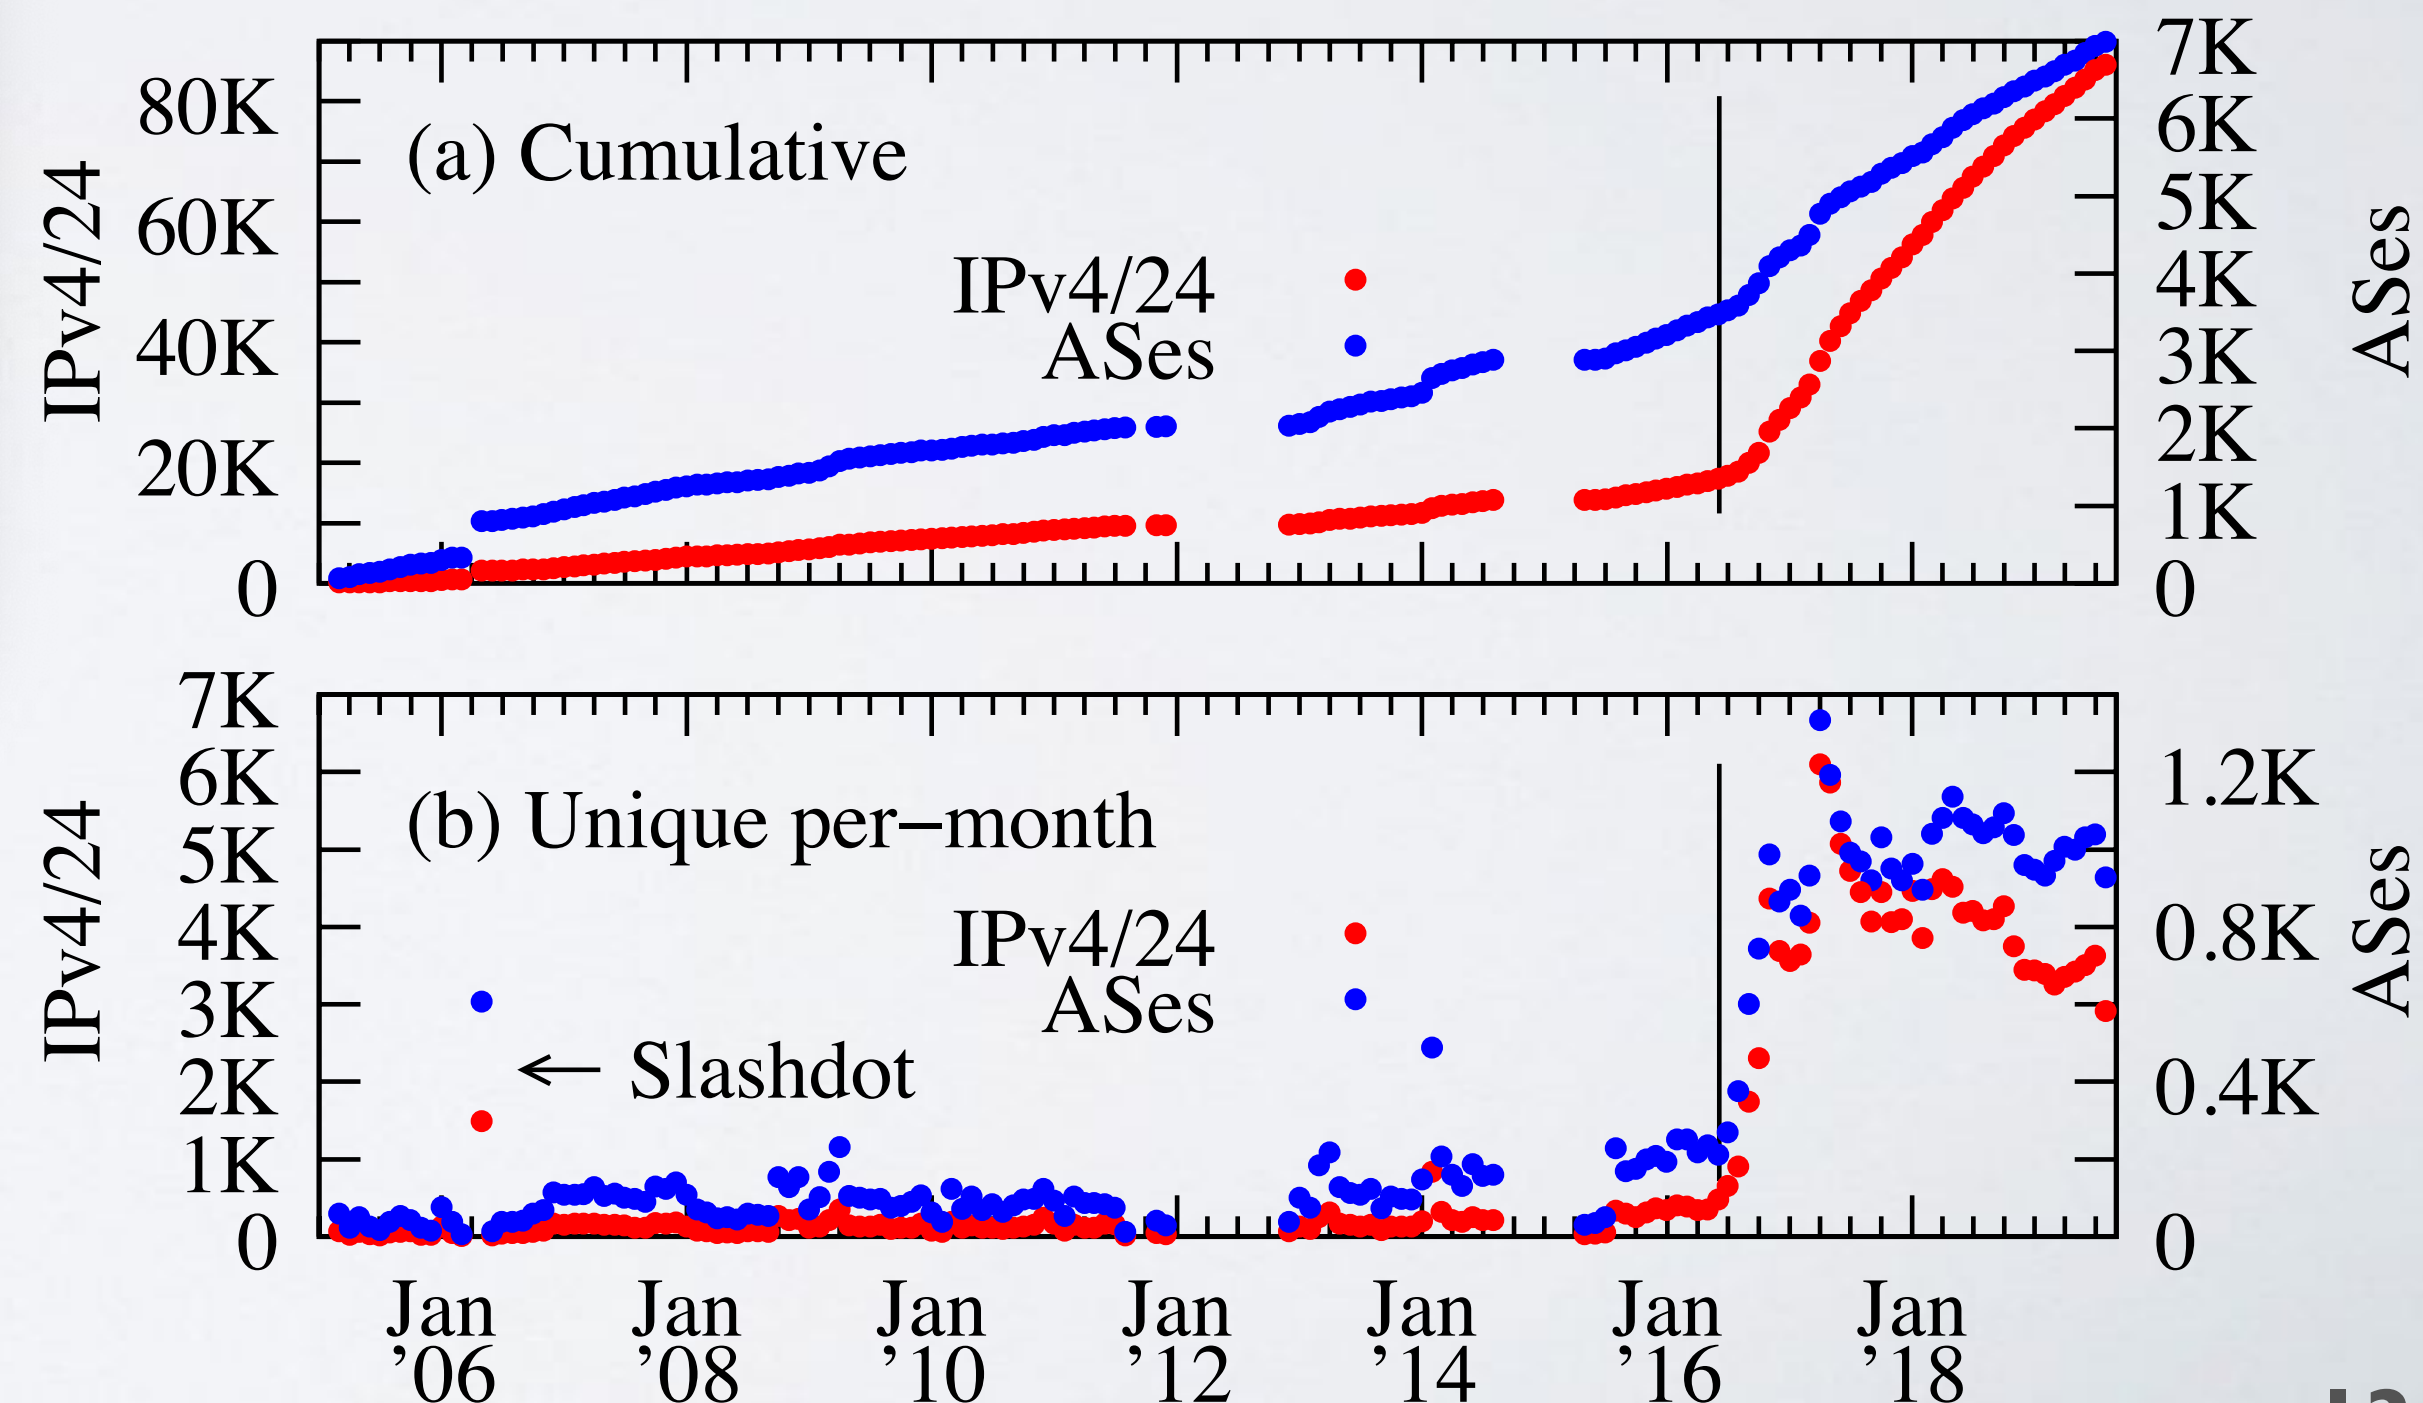 7K
80K
6K
(a) Cumulative
60K
5K
IPv4/24
IPv4/24
4K
ASes
40K
ASes
3K
20K
2K
1K
0
0
7K
6K
1.2K
5K
(b) Unique per−month
4K
IPv4/24
IPv4/24
0.8K
ASes
3K
ASes
2K
Slashdot
0.4K
1K
0
0
Jan Jan Jan Jan Jan Jan Jan
’06 ’08 ’10 ’12 ’14 ’16 ’18